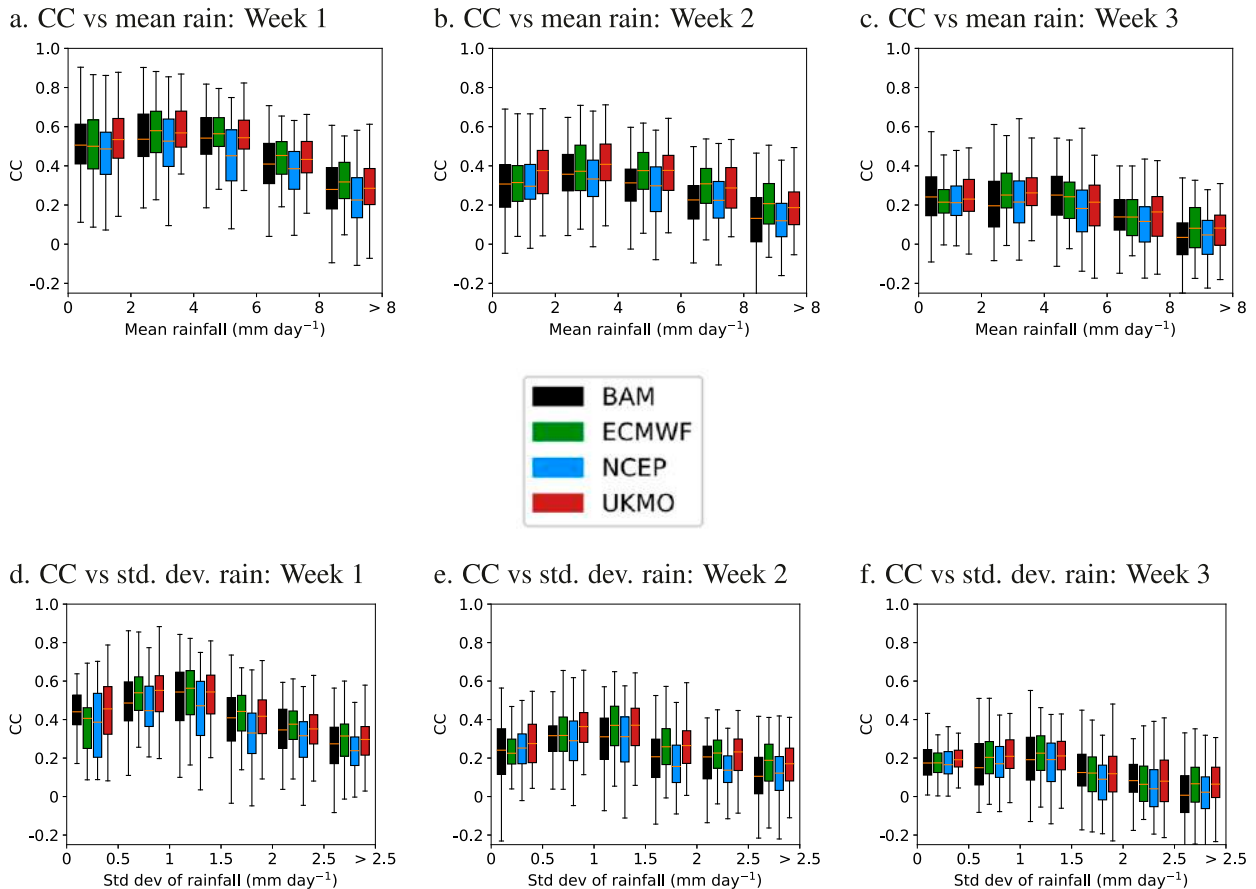 a. CC vs mean rain: Week 1
b. CC vs mean rain: Week 2
c. CC vs mean rain: Week 3
1.0
0.8
0.6
0.4
0.2
0
-0.2
CC
0 2 4 6 8 > 8
Mean rainfall (mm day⁻¹)
1.0
0.8
0.6
0.4
0.2
0
-0.2
CC
0 2 4 6 8 > 8
Mean rainfall (mm day⁻¹)
1.0
0.8
0.6
0.4
0.2
0
-0.2
CC
0 2 4 6 8 > 8
Mean rainfall (mm day⁻¹)
BAM
ECMWF
NCEP
UKMO
d. CC vs std. dev. rain: Week 1
e. CC vs std. dev. rain: Week 2
f. CC vs std. dev. rain: Week 3
1.0
0.8
0.6
0.4
0.2
0
-0.2
CC
0 0.5 1 1.5 2 2.5 > 2.5
Std dev of rainfall (mm day⁻¹)
1.0
0.8
0.6
0.4
0.2
0
-0.2
CC
0 0.5 1 1.5 2 2.5 > 2.5
Std dev of rainfall (mm day⁻¹)
1.0
0.8
0.6
0.4
0.2
0
-0.2
CC
0 0.5 1 1.5 2 2.5 > 2.5
Std dev of rainfall (mm day⁻¹)